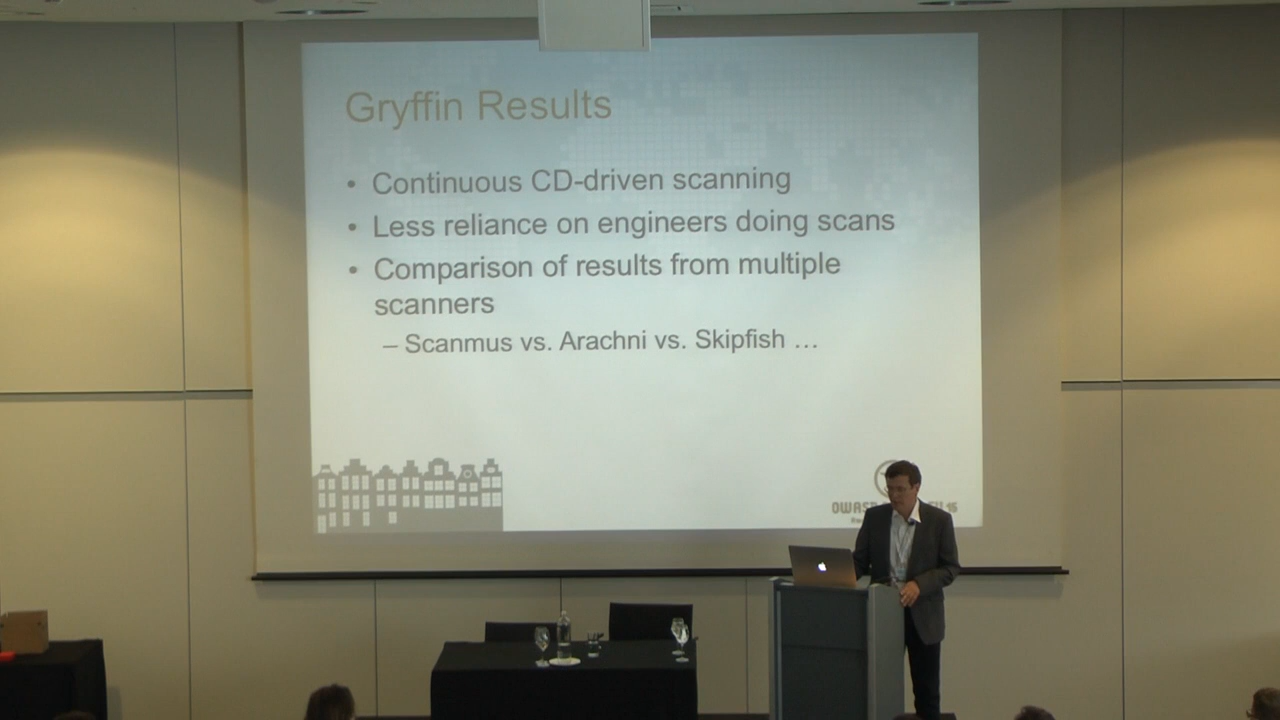 Gryffin Results
• Continuous CD-driven scanning
• Less reliance on engineers doing scans
• Comparison of results from multiple
scanners
– Scanmus vs. Arachni vs. Skipfish …